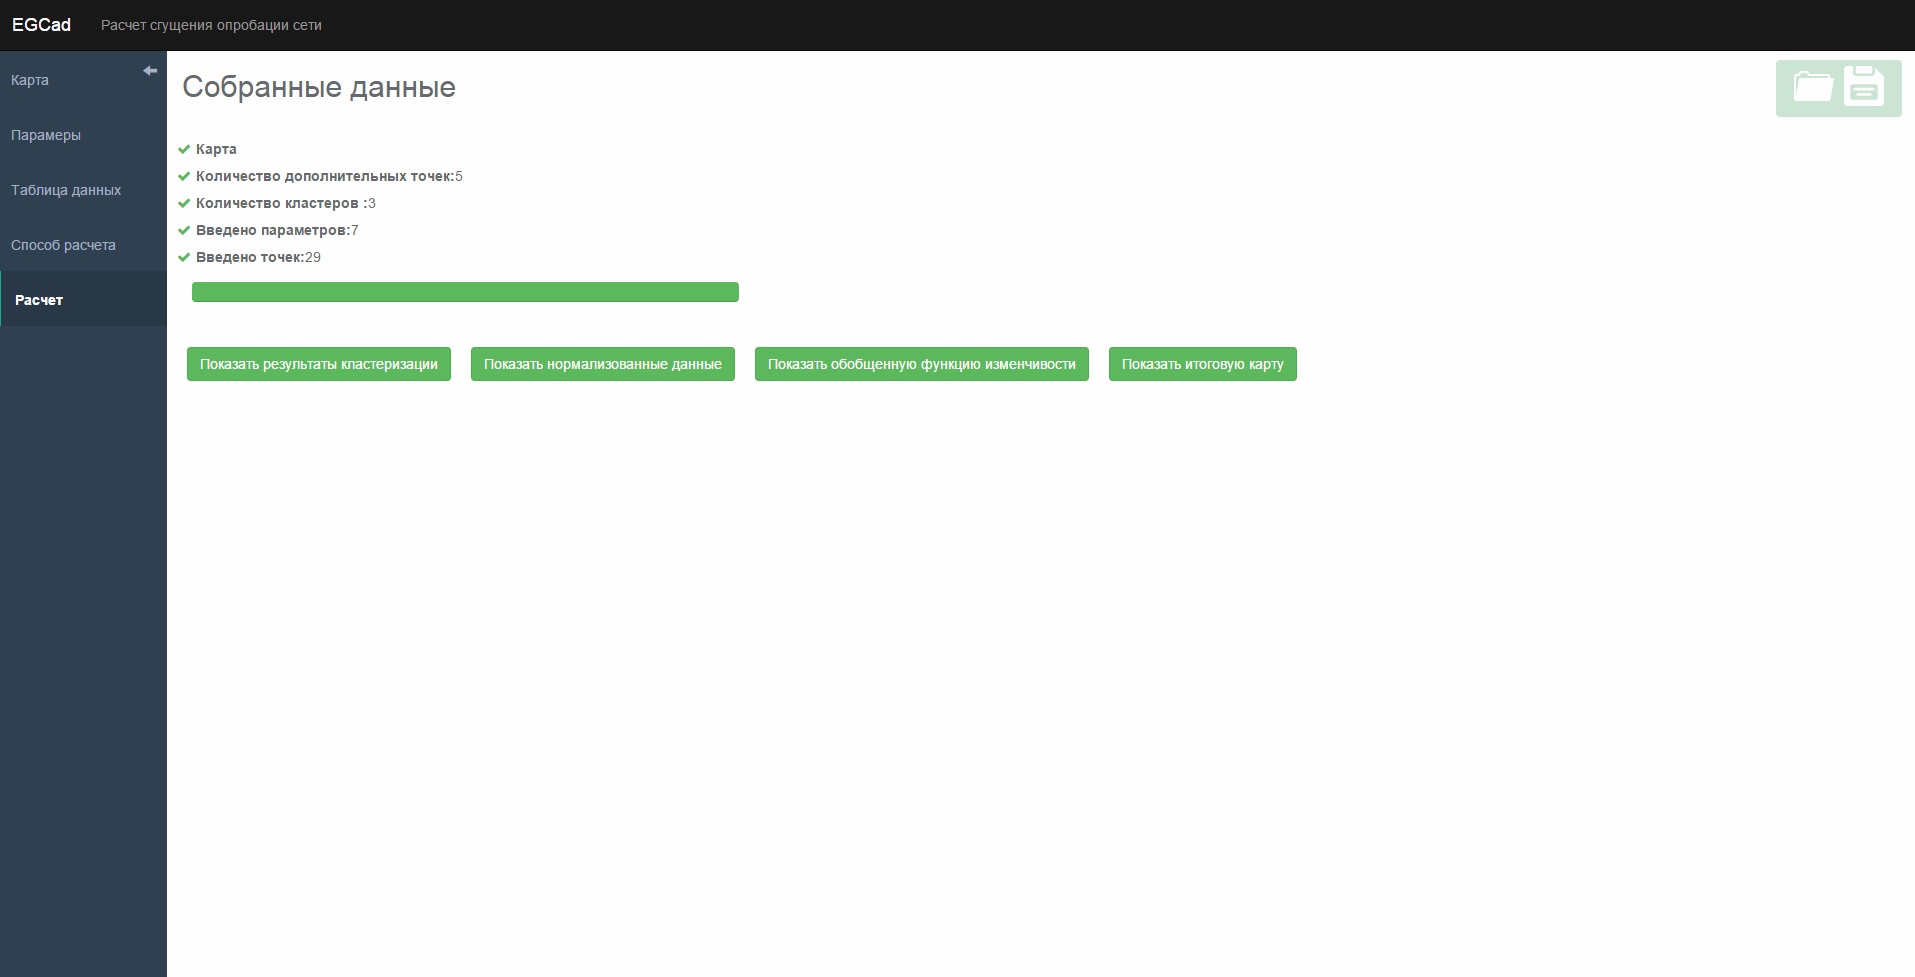 EGCad Расчет сгущения опробации сети
Карта
Парамеры
Таблица данных
Способ расчета
Расчет
Собранные данные
Карта
Количество дополнительных точек:5
Количество кластеров :3
Введено параметров:7
Введено точек:29
Показать результаты кластеризации Показать нормализованные данные Показать обобщенную функцию изменчивости Показать итоговую карту